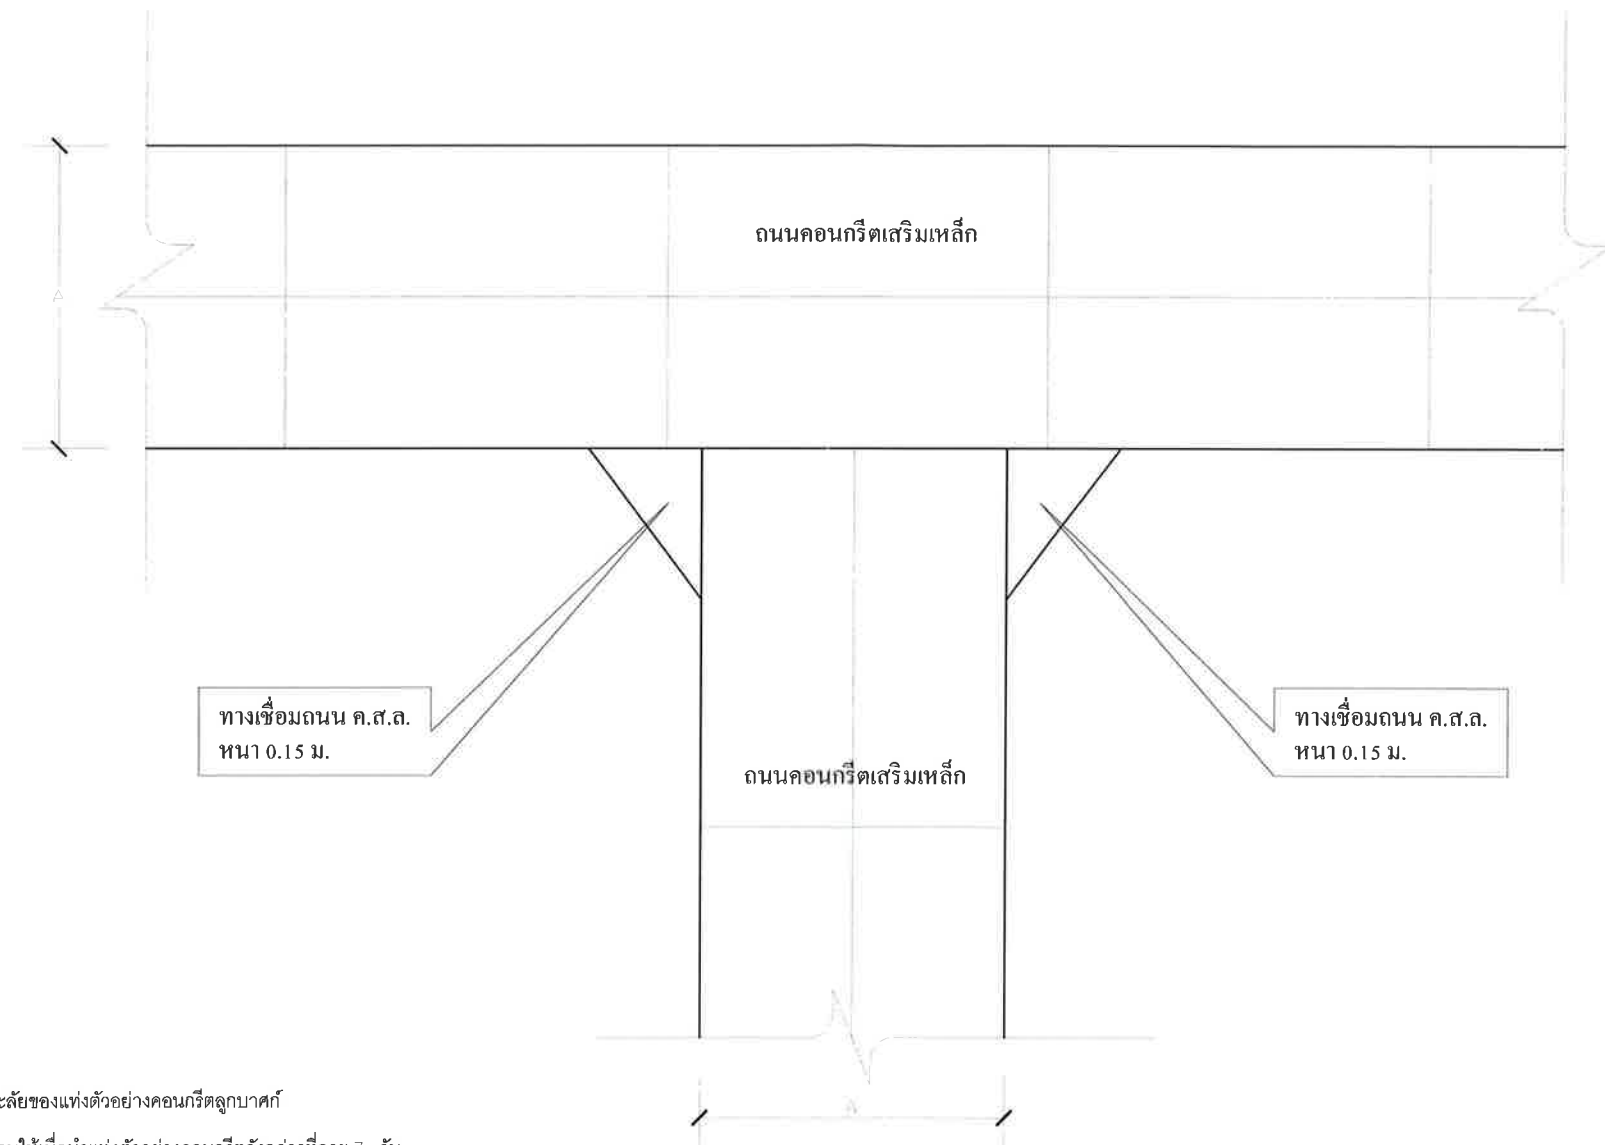 ถนนคอนกรีตเสริมเหล็ก
A
ทางเชื่อมถนน ค.ส.ล.
หนา 0.15 ม.
ทางเชื่อมถนน ค.ส.ล.
หนา 0.15 ม.
ถนนคอนกรีตเสริมเหล็ก
ของแท่งตัวอย่างคอนกรีตลูกบาศก์
A